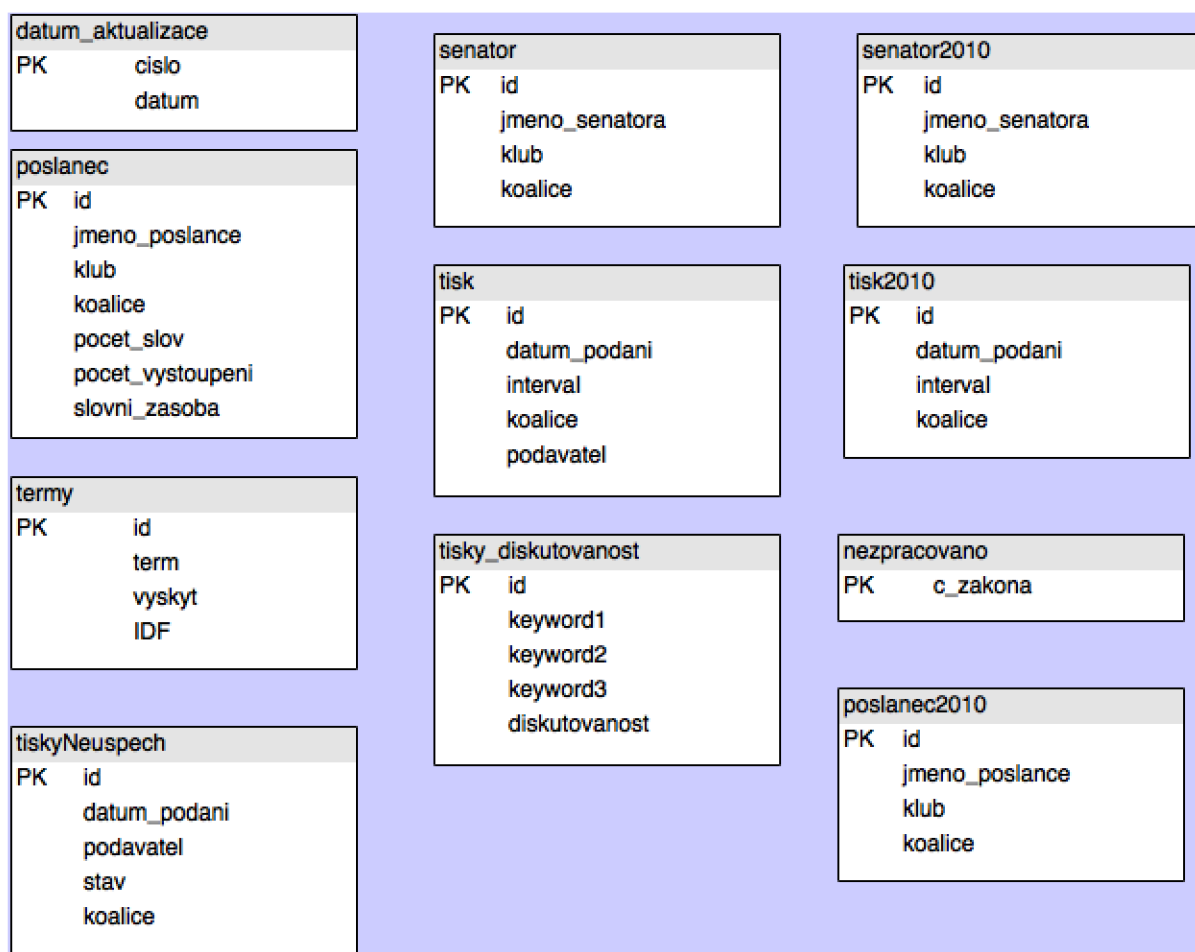 datum_aktualizace
PK cislo
datum
poslanec
PK id
jmeno_poslance
klub
koalice
pocet_slov
pocet_vystoupeni
slovni_zasoba
termy
PK id
term
vyskyt
IDF
tiskyNeuspech
PK id
datum_podani
podavatel
stav
koalice
senator
PK id
jmeno_senatora
klub
koalice
tisk
PK id
datum_podani
interval
koalice
podavatel
tisky_diskutovanost
PK id
keyword1
keyword2
keyword3
diskutovanost
senator2010
PK id
jmeno_senatora
klub
koalice
tisk2010
PK id
datum_podani
interval
koalice
nezpracovano
PK c_zakona
poslanec2010
PK id
jmeno_poslance
klub
koalice